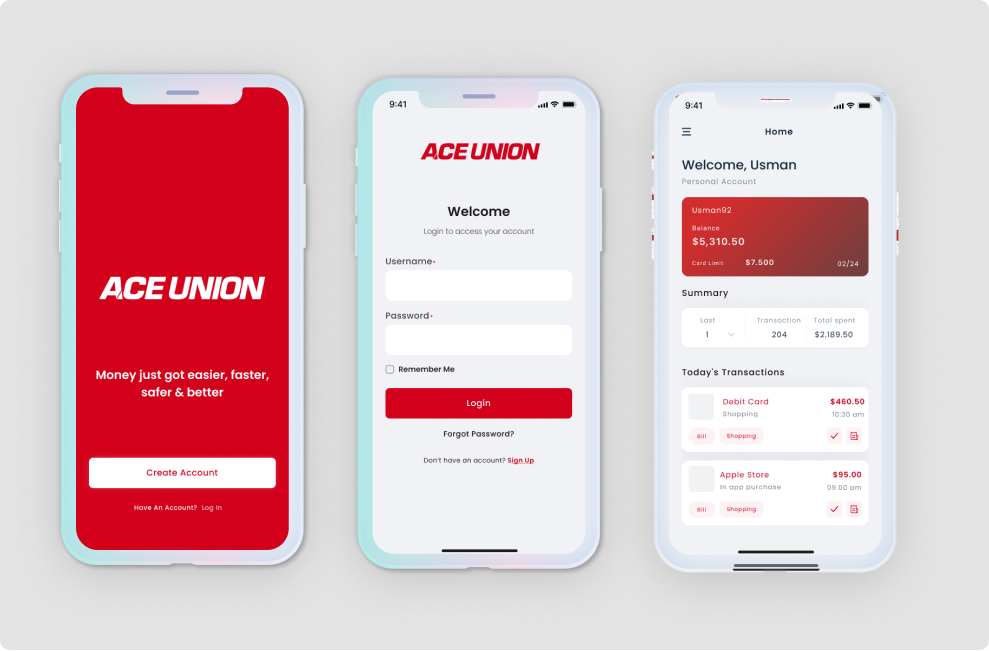 ACE UNION
Money just got easier, faster,
safer & better
Create Account
Have An Account? Log In
9:41
ACE UNION
Welcome
Login to access your account
Username*
Password*
Remember Me
Login
Forgot Password?
Don't have an account? Sign Up
9:41
Home
Welcome, Usman
Personal Account
Usman92
Balance
$5,310.50
Card Limit $7.500 02/24
Summary
Last Transaction Total spent
1 204 $2,189.50
Today's Transactions
Debit Card $460.50
Shopping 10:30 am
Bill Shopping
Apple Store $95.00
In app purchase 09:00 am
Bill Shopping